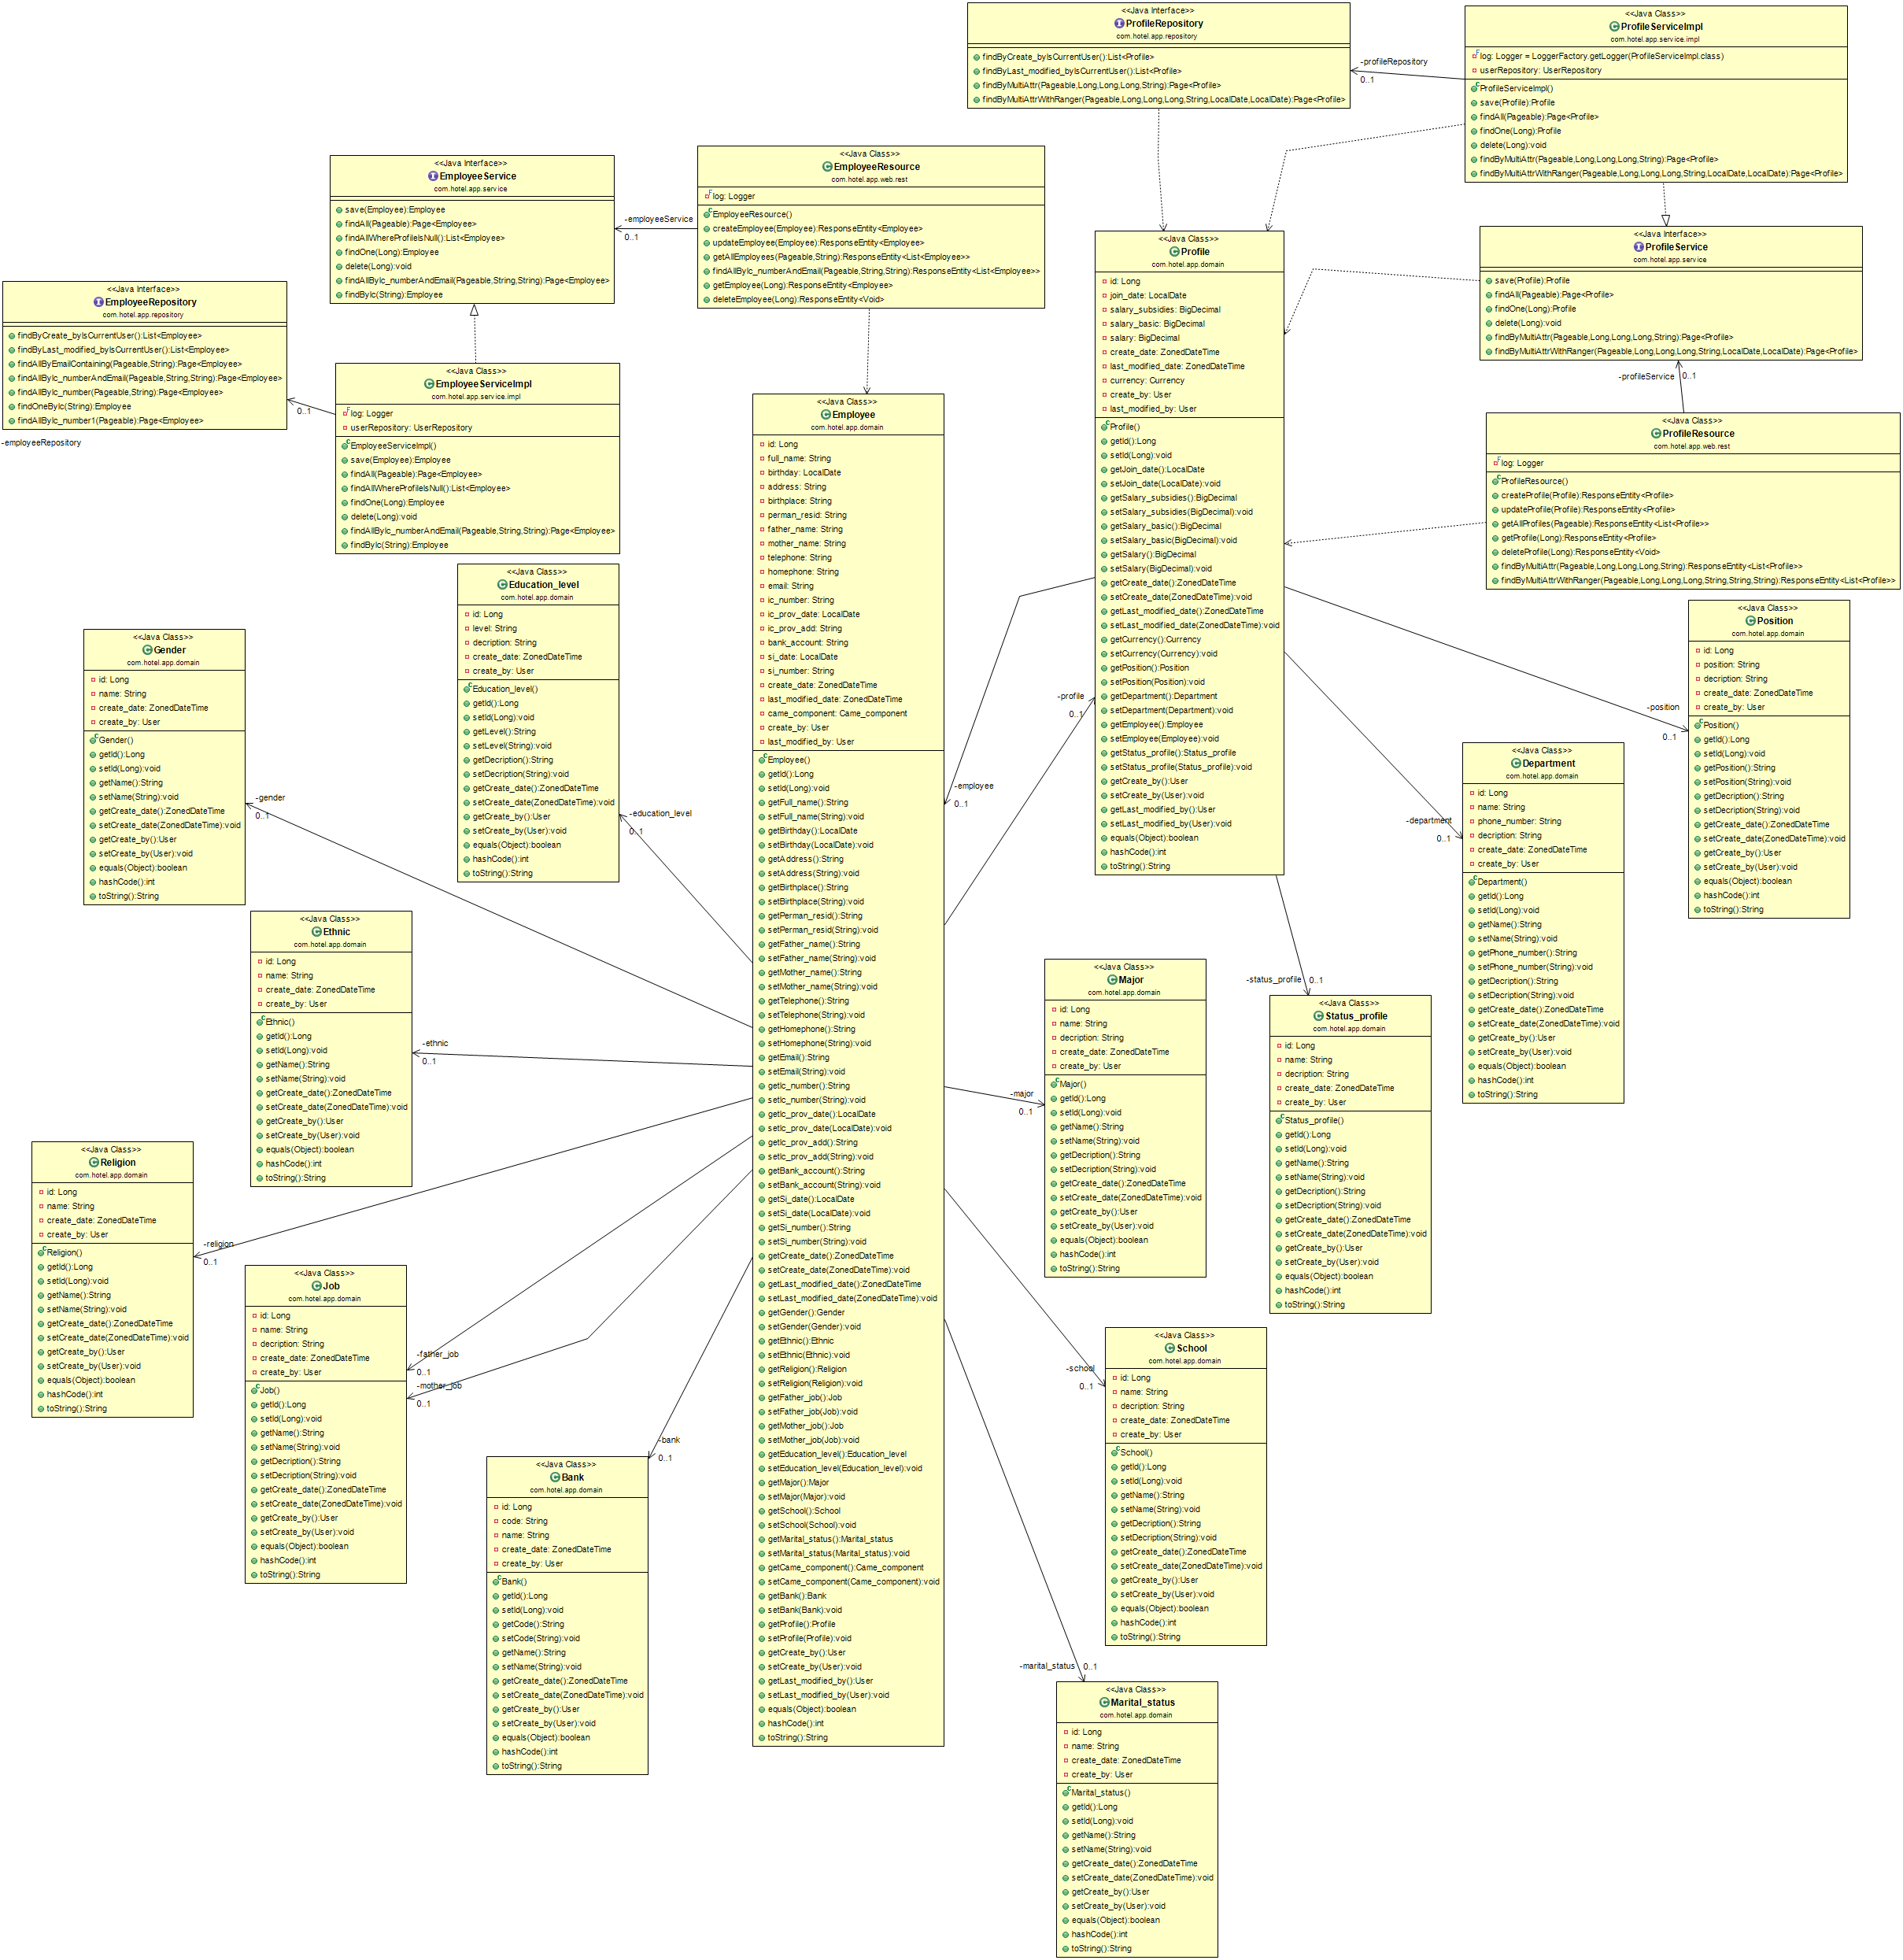 <<Java Interface>>
ProfileRepository
com.hotel.app.repository
findByCreate_byIsCurrentUser():List<Profile>
findByLast_modified_byIsCurrentUser():List<Profile>
findByMultiAttr(Pageable,Long,Long,Long,String):Page<Profile>
findByMultiAttrWithRanger(Pageable,Long,Long,Long,String,LocalDate,LocalDate):Page<Profile>
-profileRepository
0..1
<<Java Class>>
ProfileServiceImpl
com.hotel.app.service.impl
log: Logger = LoggerFactory.getLogger(ProfileServiceImpl.class)
userRepository: UserRepository
ProfileServiceImpl()
save(Profile):Profile
findAll(Pageable):Page<Profile>
findOne(Long):Profile
delete(Long):void
findByMultiAttr(Pageable,Long,Long,Long,String):Page<Profile>
findByMultiAttrWithRanger(Pageable,Long,Long,Long,String,LocalDate,LocalDate):Page<Profile>
<<Java Interface>>
EmployeeService
com.hotel.app.service
save(Employee):Employee
findAll(Pageable):Page<Employee>
findAllWhereProfileIsNull():List<Employee>
findOne(Long):Employee
delete(Long):void
findAllByIc_numberAndEmail(Pageable,String,String):Page<Employee>
findByIc(String):Employee
-employeeService
0..1
<<Java Class>>
EmployeeResource
com.hotel.app.web.rest
log: Logger
EmployeeResource()
createEmployee(Employee):ResponseEntity<Employee>
updateEmployee(Employee):ResponseEntity<Employee>
getAllEmployees(Pageable,String):ResponseEntity<List<Employee>>
findAllByIc_numberAndEmail(Pageable,String,String):ResponseEntity<List<Employee>>
getEmployee(Long):ResponseEntity<Employee>
deleteEmployee(Long):ResponseEntity<Void>
<<Java Interface>>
ProfileService
com.hotel.app.service
save(Profile):Profile
findAll(Pageable):Page<Profile>
findOne(Long):Profile
delete(Long):void
findByMultiAttr(Pageable,Long,Long,Long,String):Page<Profile>
findByMultiAttrWithRanger(Pageable,Long,Long,Long,String,LocalDate,LocalDate):Page<Profile>
-profileService
0..1
<<Java Interface>>
EmployeeRepository
com.hotel.app.repository
findByCreate_byIsCurrentUser():List<Employee>
findByLast_modified_byIsCurrentUser():List<Employee>
findAllByEmailContaining(Pageable,String):Page<Employee>
findAllByIc_numberAndEmail(Pageable,String,String):Page<Employee>
findAllByIc_number(Pageable,String):Page<Employee>
findOneByIc(String):Employee
findAllByIc_number1(Pageable):Page<Employee>
-employeeRepository
0..1
<<Java Class>>
EmployeeServiceImpl
com.hotel.app.service.impl
log: Logger
userRepository: UserRepository
EmployeeServiceImpl()
save(Employee):Employee
findAll(Pageable):Page<Employee>
findAllWhereProfileIsNull():List<Employee>
findOne(Long):Employee
delete(Long):void
findAllByIc_numberAndEmail(Pageable,String,String):Page<Employee>
findByIc(String):Employee
<<Java Class>>
ProfileResource
com.hotel.app.web.rest
log: Logger
ProfileResource()
createProfile(Profile):ResponseEntity<Profile>
updateProfile(Profile):ResponseEntity<Profile>
getAllProfiles(Pageable):ResponseEntity<List<Profile>>
getProfile(Long):ResponseEntity<Profile>
deleteProfile(Long):ResponseEntity<Void>
findByMultiAttr(Pageable,Long,Long,Long,String):ResponseEntity<List<Profile>>
findByMultiAttrWithRanger(Pageable,Long,Long,Long,String,String,String):ResponseEntity<List<Profile>>
<<Java Class>>
Profile
com.hotel.app.domain
id: Long
join_date: LocalDate
salary_subsidies: BigDecimal
salary_basic: BigDecimal
salary: BigDecimal
create_date: ZonedDateTime
last_modified_date: ZonedDateTime
currency: Currency
create_by: User
last_modified_by: User
Profile()
getId():Long
setId(Long):void
getJoin_date():LocalDate
setJoin_date(LocalDate):void
getSalary_subsidies():BigDecimal
setSalary_subsidies(BigDecimal):void
getSalary_basic():BigDecimal
setSalary_basic(BigDecimal):void
getSalary():BigDecimal
setSalary(BigDecimal):void
getCreate_date():ZonedDateTime
setCreate_date(ZonedDateTime):void
getLast_modified_date():ZonedDateTime
setLast_modified_date(ZonedDateTime):void
getCurrency():Currency
setCurrency(Currency):void
getPosition():Position
setPosition(Position):void
getDepartment():Department
setDepartment(Department):void
getEmployee():Employee
setEmployee(Employee):void
getStatus_profile():Status_profile
setStatus_profile(Status_profile):void
getCreate_by():User
setCreate_by(User):void
getLast_modified_by():User
setLast_modified_by(User):void
equals(Object):boolean
hashCode():int
toString():String
<<Java Class>>
Employee
com.hotel.app.domain
id: Long
full_name: String
birthday: LocalDate
address: String
birthplace: String
perman_resid: String
father_name: String
mother_name: String
telephone: String
homephone: String
email: String
ic_number: String
ic_prov_date: LocalDate
ic_prov_add: String
bank_account: String
si_date: LocalDate
si_number: String
create_date: ZonedDateTime
last_modified_date: ZonedDateTime
came_component: Came_component
create_by: User
last_modified_by: User
Employee()
getId():Long
setId(Long):void
getFull_name():String
setFull_name(String):void
getBirthday():LocalDate
setBirthday(LocalDate):void
getAddress():String
setAddress(String):void
getBirthplace():String
setBirthplace(String):void
getPerman_resid():String
setPerman_resid(String):void
getFather_name():String
setFather_name(String):void
getMother_name():String
setMother_name(String):void
getTelephone():String
setTelephone(String):void
getHomephone():String
setHomephone(String):void
getEmail():String
setEmail(String):void
getIc_number():String
setIc_number(String):void
getIc_prov_date():LocalDate
setIc_prov_date(LocalDate):void
getIc_prov_add():String
setIc_prov_add(String):void
getBank_account():String
setBank_account(String):void
getSi_date():LocalDate
setSi_date(LocalDate):void
getSi_number():String
setSi_number(String):void
getCreate_date():ZonedDateTime
setCreate_date(ZonedDateTime):void
getLast_modified_date():ZonedDateTime
setLast_modified_date(ZonedDateTime):void
getGender():Gender
setGender(Gender):void
getEthnic():Ethnic
setEthnic(Ethnic):void
getReligion():Religion
setReligion(Religion):void
getFather_job():Job
setFather_job(Job):void
getMother_job():Job
setMother_job(Job):void
getEducation_level():Education_level
setEducation_level(Education_level):void
getMajor():Major
setMajor(Major):void
getSchool():School
setSchool(School):void
getMarital_status():Marital_status
setMarital_status(Marital_status):void
getCame_component():Came_component
setCame_component(Came_component):void
getBank():Bank
setBank(Bank):void
getProfile():Profile
setProfile(Profile):void
getCreate_by():User
setCreate_by(User):void
getLast_modified_by():User
setLast_modified_by(User):void
equals(Object):boolean
hashCode():int
toString():String
-profile
0..1
-employee
0..1
<<Java Class>>
Education_level
com.hotel.app.domain
id: Long
level: String
decription: String
create_date: ZonedDateTime
create_by: User
Education_level()
getId():Long
setId(Long):void
getLevel():String
setLevel(String):void
getDecription():String
setDecription(String):void
getCreate_date():ZonedDateTime
setCreate_date(ZonedDateTime):void
getCreate_by():User
setCreate_by(User):void
equals(Object):boolean
hashCode():int
toString():String
-education_level
0..1
<<Java Class>>
Gender
com.hotel.app.domain
id: Long
name: String
create_date: ZonedDateTime
create_by: User
Gender()
getId():Long
setId(Long):void
getName():String
setName(String):void
getCreate_date():ZonedDateTime
setCreate_date(ZonedDateTime):void
getCreate_by():User
setCreate_by(User):void
equals(Object):boolean
hashCode():int
toString():String
-gender
0..1
<<Java Class>>
Position
com.hotel.app.domain
id: Long
position: String
decription: String
create_date: ZonedDateTime
create_by: User
Position()
getId():Long
setId(Long):void
getPosition():String
setPosition(String):void
getDecription():String
setDecription(String):void
getCreate_date():ZonedDateTime
setCreate_date(ZonedDateTime):void
getCreate_by():User
setCreate_by(User):void
equals(Object):boolean
hashCode():int
toString():String
-position
0..1
<<Java Class>>
Department
com.hotel.app.domain
id: Long
name: String
phone_number: String
decription: String
create_date: ZonedDateTime
create_by: User
Department()
getId():Long
setId(Long):void
getName():String
setName(String):void
getPhone_number():String
setPhone_number(String):void
getDecription():String
setDecription(String):void
getCreate_date():ZonedDateTime
setCreate_date(ZonedDateTime):void
getCreate_by():User
setCreate_by(User):void
equals(Object):boolean
hashCode():int
toString():String
-department
0..1
<<Java Class>>
Ethnic
com.hotel.app.domain
id: Long
name: String
create_date: ZonedDateTime
create_by: User
Ethnic()
getId():Long
setId(Long):void
getName():String
setName(String):void
getCreate_date():ZonedDateTime
setCreate_date(ZonedDateTime):void
getCreate_by():User
setCreate_by(User):void
equals(Object):boolean
hashCode():int
toString():String
-ethnic
0..1
<<Java Class>>
Major
com.hotel.app.domain
id: Long
name: String
decription: String
create_date: ZonedDateTime
create_by: User
Major()
getId():Long
setId(Long):void
getName():String
setName(String):void
getDecription():String
setDecription(String):void
getCreate_date():ZonedDateTime
setCreate_date(ZonedDateTime):void
getCreate_by():User
setCreate_by(User):void
equals(Object):boolean
hashCode():int
toString():String
-major
0..1
<<Java Class>>
Status_profile
com.hotel.app.domain
id: Long
name: String
decription: String
create_date: ZonedDateTime
create_by: User
Status_profile()
getId():Long
setId(Long):void
getName():String
setName(String):void
getDecription():String
setDecription(String):void
getCreate_date():ZonedDateTime
setCreate_date(ZonedDateTime):void
getCreate_by():User
setCreate_by(User):void
equals(Object):boolean
hashCode():int
toString():String
-status_profile
0..1
<<Java Class>>
Religion
com.hotel.app.domain
id: Long
name: String
create_date: ZonedDateTime
create_by: User
Religion()
getId():Long
setId(Long):void
getName():String
setName(String):void
getCreate_date():ZonedDateTime
setCreate_date(ZonedDateTime):void
getCreate_by():User
setCreate_by(User):void
equals(Object):boolean
hashCode():int
toString():String
-religion
0..1
<<Java Class>>
Job
com.hotel.app.domain
id: Long
name: String
decription: String
create_date: ZonedDateTime
create_by: User
Job()
getId():Long
setId(Long):void
getName():String
setName(String):void
getDecription():String
setDecription(String):void
getCreate_date():ZonedDateTime
setCreate_date(ZonedDateTime):void
getCreate_by():User
setCreate_by(User):void
equals(Object):boolean
hashCode():int
toString():String
-father_job
0..1
-mother_job
0..1
<<Java Class>>
School
com.hotel.app.domain
id: Long
name: String
decription: String
create_date: ZonedDateTime
create_by: User
School()
getId():Long
setId(Long):void
getName():String
setName(String):void
getDecription():String
setDecription(String):void
getCreate_date():ZonedDateTime
setCreate_date(ZonedDateTime):void
getCreate_by():User
setCreate_by(User):void
equals(Object):boolean
hashCode():int
toString():String
-school
0..1
<<Java Class>>
Bank
com.hotel.app.domain
id: Long
code: String
name: String
create_date: ZonedDateTime
create_by: User
Bank()
getId():Long
setId(Long):void
getCode():String
setCode(String):void
getName():String
setName(String):void
getCreate_date():ZonedDateTime
setCreate_date(ZonedDateTime):void
getCreate_by():User
setCreate_by(User):void
equals(Object):boolean
hashCode():int
toString():String
-bank
0..1
<<Java Class>>
Marital_status
com.hotel.app.domain
id: Long
name: String
create_date: ZonedDateTime
create_by: User
Marital_status()
getId():Long
setId(Long):void
getName():String
setName(String):void
getCreate_date():ZonedDateTime
setCreate_date(ZonedDateTime):void
getCreate_by():User
setCreate_by(User):void
equals(Object):boolean
hashCode():int
toString():String
-marital_status
0..1